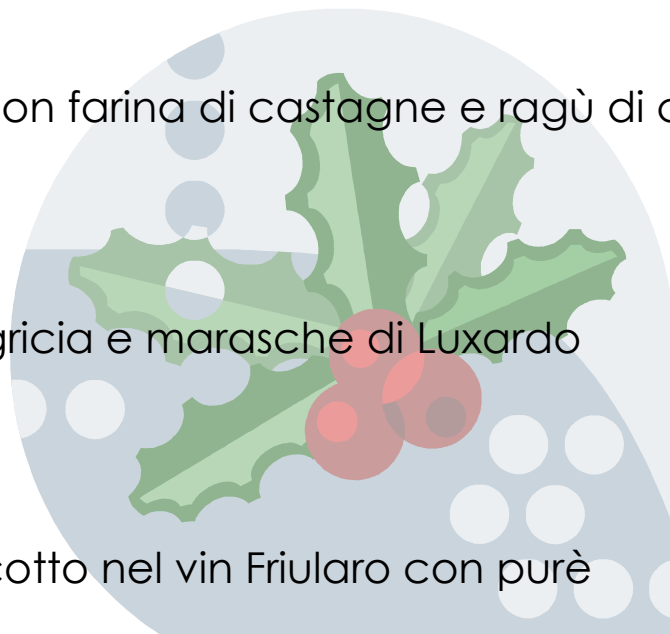 on farina di castagne e ragù di
gricia e marasche di Luxardo
cotto nel vin Friularo con purè